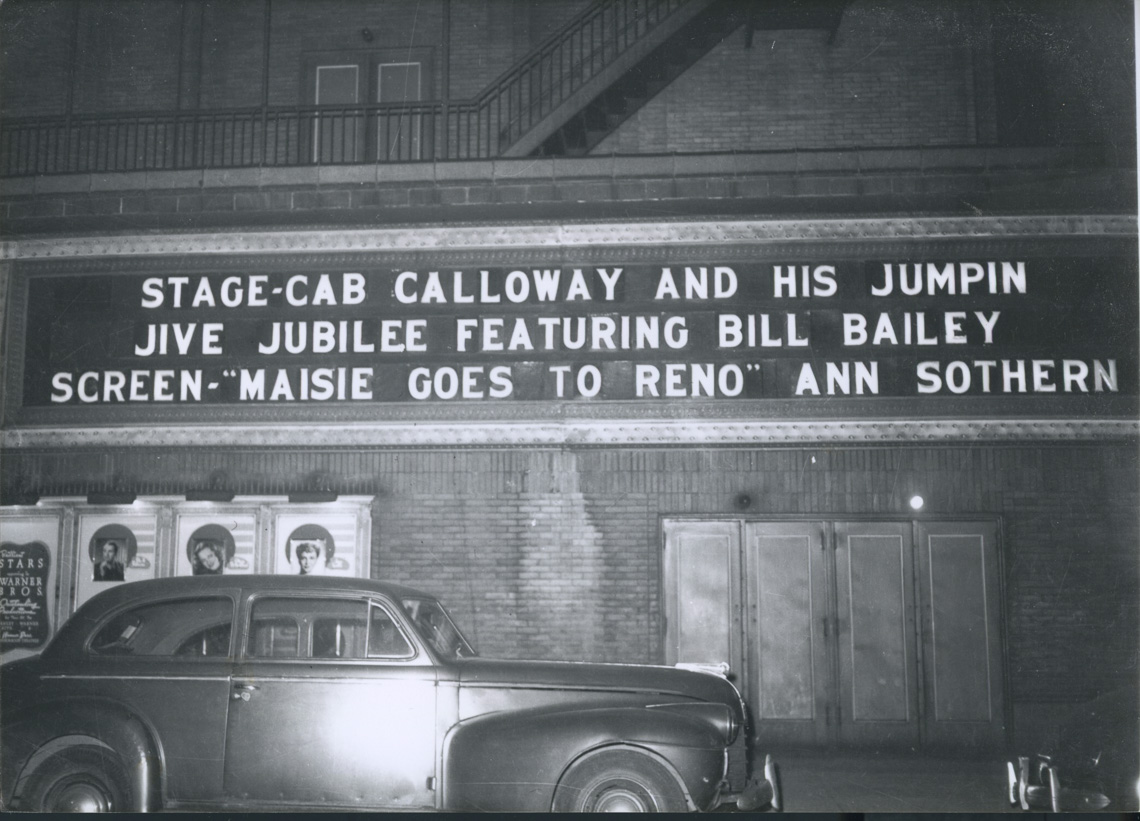 STAGE-CAB CALLOWAY AND HIS JUMPIN
JIVE JUBILEE FEATURING BILL BAILEY
SCREEN-"MAISIE GOES TO RENO" ANN SOTHERN
STARS
WARNER
BROS.